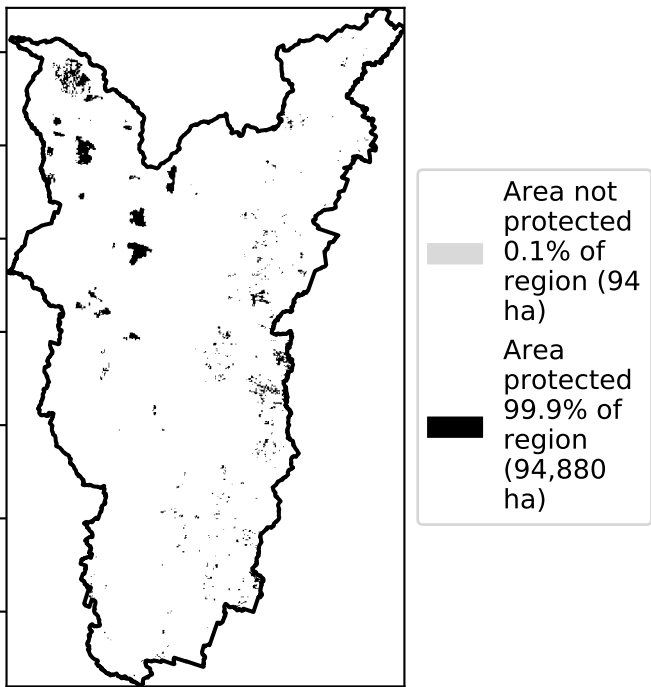 Area not
protected
0.1% of
region (94
ha)
Area
protected
99.9% of
region
(94,880
ha)